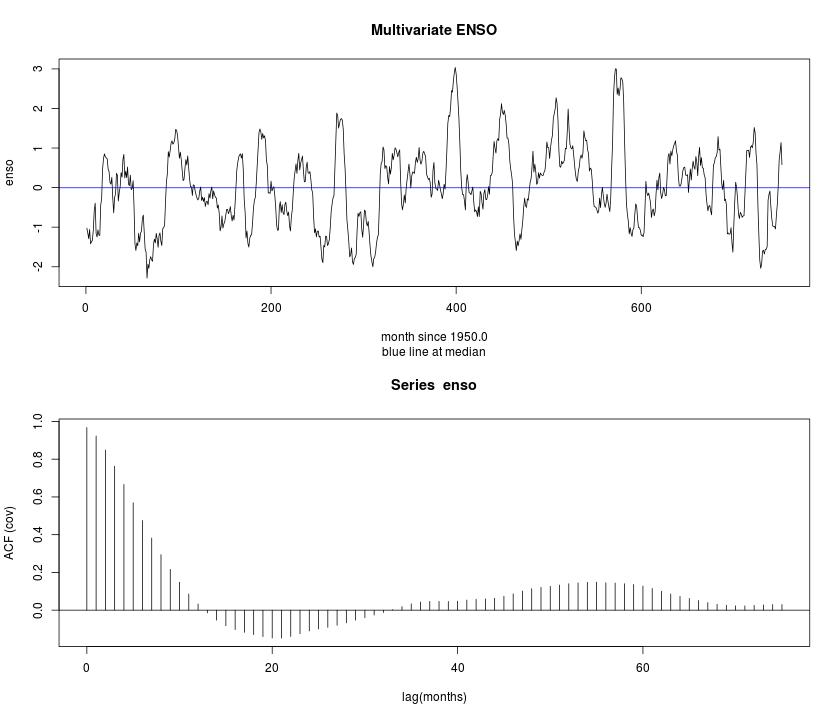 Multivariate ENSO
3
2
1
0
-1
-2
enso
0 200 400 600
month since 1950.0
blue line at median
Series enso
1.0
0.8
0.6
0.4
0.2
0.0
ACF (cov)
0 20 40 60
lag(months)